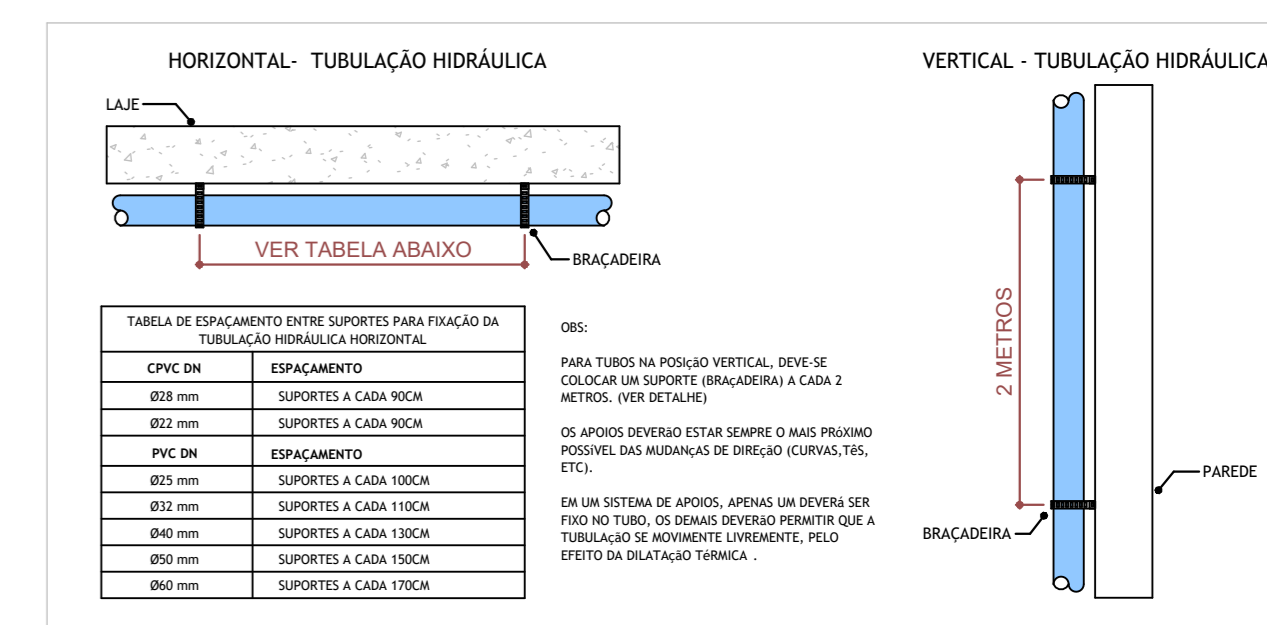 HORIZONTAL- TUBULAÇÃO HIDRÁULICA
LAJE
VER TABELA ABAIXO
BRAÇADEIRA
TABELA DE ESPAÇAMENTO ENTRE SUPORTES PARA FIXAÇÃO DA
TUBULAÇÃO HIDRÁULICA HORIZONTAL
CPVC DN ESPAÇAMENTO
Ø28 mm SUPORTES A CADA 90CM
Ø22 mm SUPORTES A CADA 90CM
PVC DN ESPAÇAMENTO
Ø25 mm SUPORTES A CADA 100CM
Ø32 mm SUPORTES A CADA 110CM
Ø40 mm SUPORTES A CADA 130CM
Ø50 mm SUPORTES A CADA 150CM
Ø60 mm SUPORTES A CADA 170CM
OBS:
PARA TUBOS NA POSIçãO VERTICAL, DEVE-SE
COLOCAR UM SUPORTE (BRAçADEIRA) A CADA 2
METROS. (VER DETALHE)
OS APOIOS DEVERãO ESTAR SEMPRE O MAIS PRóXIMO
POSSíVEL DAS MUDANçAS DE DIREçãO (CURVAS,TêS,
ETC).
EM UM SISTEMA DE APOIOS, APENAS UM DEVERá SER
FIXO NO TUBO, OS DEMAIS DEVERãO PERMITIR QUE A
TUBULAçãO SE MOVIMENTE LIVREMENTE, PELO
EFEITO DA DILATAçãO TéRMICA .
VERTICAL - TUBULAÇÃO HIDRÁULICA
2 METROS
PAREDE
BRAÇADEIRA